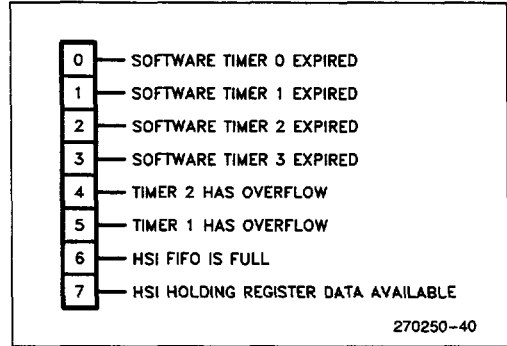 0 SOFTWARE TIMER 0 EXPIRED
1 SOFTWARE TIMER 1 EXPIRED
2 SOFTWARE TIMER 2 EXPIRED
3 SOFTWARE TIMER 3 EXPIRED
4 TIMER 2 HAS OVERFLOW
5 TIMER 1 HAS OVERFLOW
6 HSI FIFO IS FULL
7 HSI HOLDING REGISTER DATA AVAILABLE
270250-40